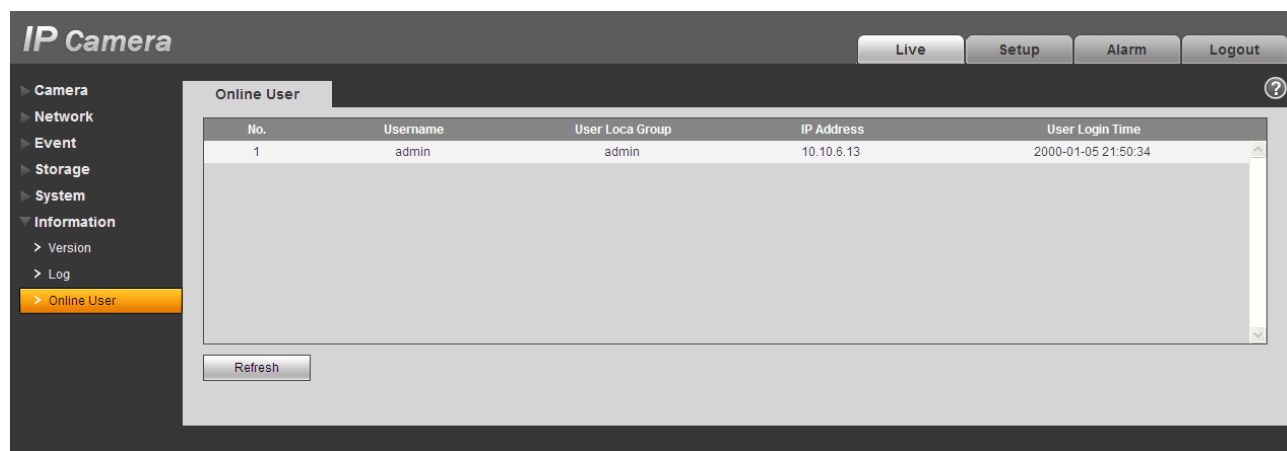 IP Camera
Live Setup Alarm Logout
Camera
Network
Event
Storage
System
Information
> Version
> Log
> Online User
Online User
?
No. Username User Loca Group IP Address User Login Time
1 admin admin 10.10.6.13 2000-01-05 21:50:34
Refresh